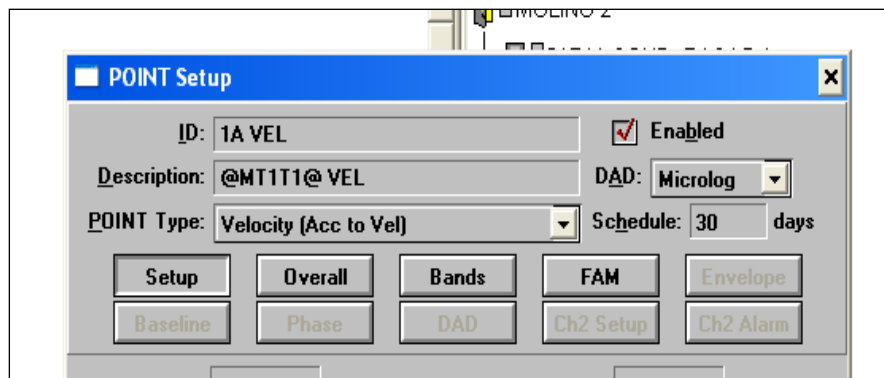 MOLINO 2
POINT Setup
ID: 1A VEL Enabled
Description: @MT1T1@ VEL DAD: Microlog
POINT Type: Velocity (Acc to Vel) Schedule: 30 days
Setup Overall Bands FAM Envelope
Baseline Phase DAD Ch2 Setup Ch2 Alarm